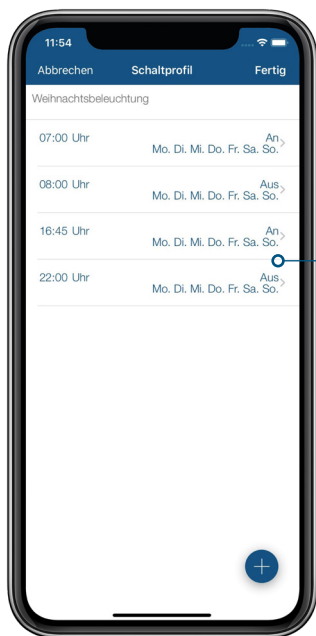 11:54
Abbrechen Schaltprofil Fertig
Weihnachtsbeleuchtung
07:00 Uhr An
Mo. Di. Mi. Do. Fr. Sa. So.
08:00 Uhr Aus
Mo. Di. Mi. Do. Fr. Sa. So.
16:45 Uhr An
Mo. Di. Mi. Do. Fr. Sa. So.
22:00 Uhr Aus
Mo. Di. Mi. Do. Fr. Sa. So.